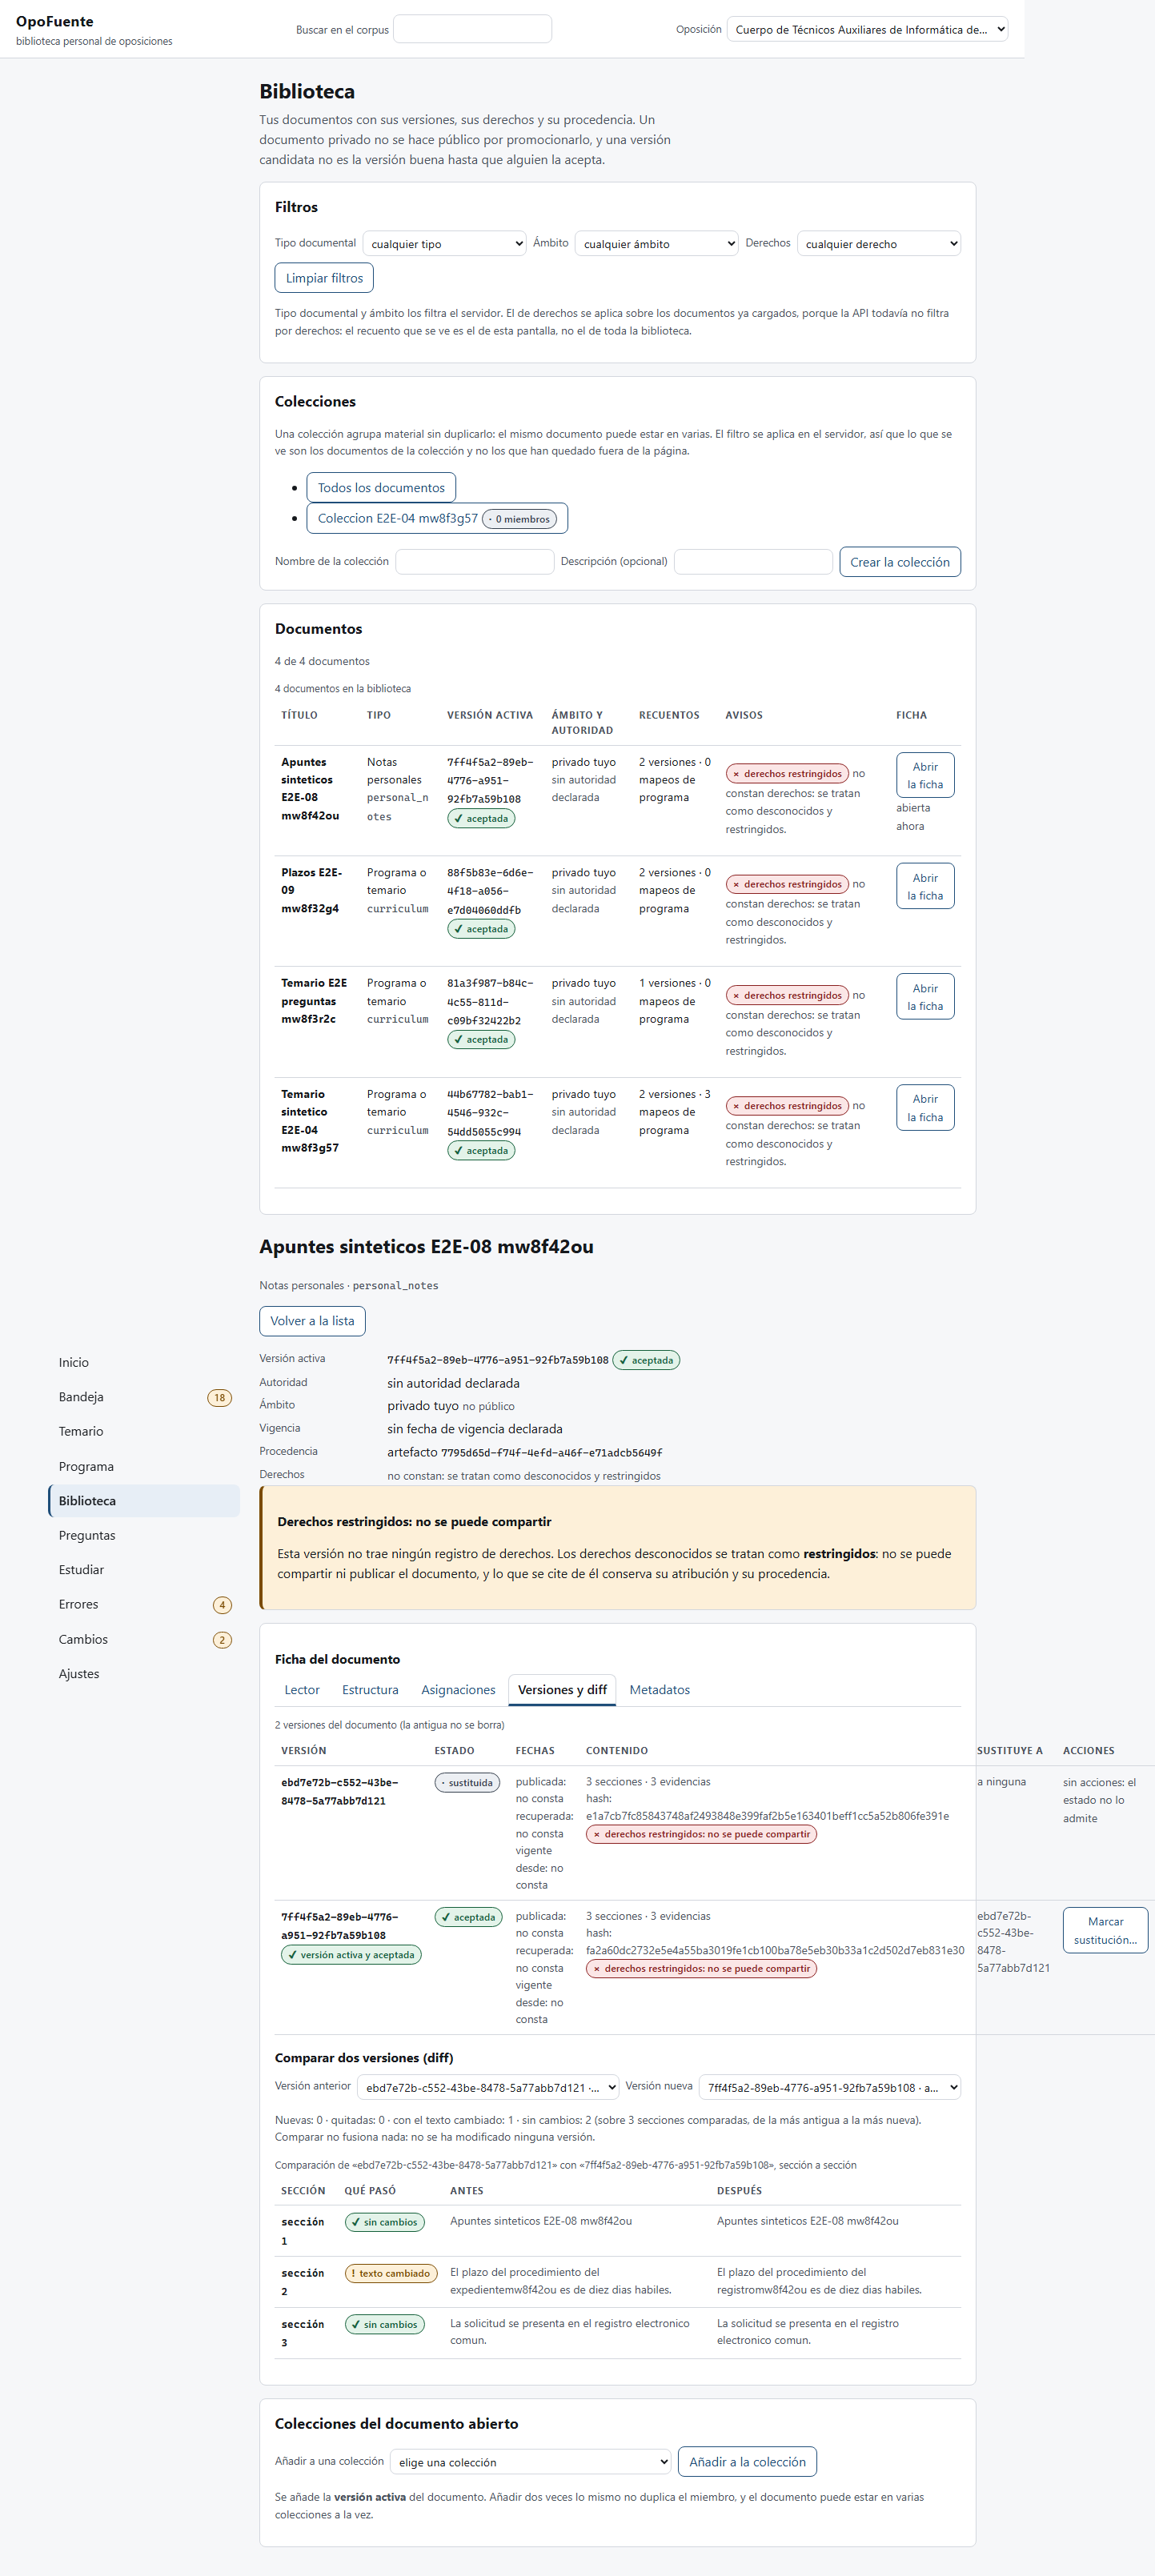 OpoFuente
biblioteca personal de oposiciones
Buscar en el corpus
Oposición
Cuerpo de Técnicos Auxiliares de Informática de...
Biblioteca
Tus documentos con sus versiones, sus derechos y su procedencia. Un
documento privado no se hace público por promocionarlo, y una versión
candidata no es la versión buena hasta que alguien la acepta.
Filtros
Tipo documental cualquier tipo Ámbito cualquier ámbito Derechos cualquier derecho
Limpiar filtros
Tipo documental y ámbito los filtra el servidor. El de derechos se aplica sobre los documentos ya cargados, porque la API todavía no filtra
por derechos: el recuento que se ve es el de esta pantalla, no el de toda la biblioteca.
Colecciones
Una colección agrupa material sin duplicarlo: el mismo documento puede estar en varias. El filtro se aplica en el servidor, así que lo que se
ve son los documentos de la colección y no los que han quedado fuera de la página.
• Todos los documentos
• Coleccion E2E-04 mw8f3g57 · 0 miembros
Nombre de la colección Descripción (opcional) Crear la colección
Documentos
4 de 4 documentos
4 documentos en la biblioteca
TÍTULO TIPO VERSIÓN ACTIVA ÁMBITO Y AUTORIDAD RECUENTOS AVISOS FICHA
Apuntes sinteticos E2E-08 mw8f42ou
Notas personales personal_notes
7ff4f5a2-89eb-4776-a951-92fb7a59b108 ✓ aceptada
privado tuyo sin autoridad declarada
2 versiones · 0 mapeos de programa
× derechos restringidos no constan derechos: se tratan como desconocidos y restringidos.
Abrir la ficha abierta ahora
Plazos E2E-09 mw8f32g4
Programa o temario curriculum
88f5b83e-6d6e-4f18-a056-e7d04060ddfb ✓ aceptada
privado tuyo sin autoridad declarada
2 versiones · 0 mapeos de programa
× derechos restringidos no constan derechos: se tratan como desconocidos y restringidos.
Abrir la ficha
Temario E2E preguntas mw8f3r2c
Programa o temario curriculum
81a3f987-b84c-4c55-811d-c09bf32422b2 ✓ aceptada
privado tuyo sin autoridad declarada
1 versiones · 0 mapeos de programa
× derechos restringidos no constan derechos: se tratan como desconocidos y restringidos.
Abrir la ficha
Temario sintetico E2E-04 mw8f3g57
Programa o temario curriculum
44b67782-bab1-4546-932c-54dd5055c994 ✓ aceptada
privado tuyo sin autoridad declarada
2 versiones · 3 mapeos de programa
× derechos restringidos no constan derechos: se tratan como desconocidos y restringidos.
Abrir la ficha
Apuntes sinteticos E2E-08 mw8f42ou
Notas personales · personal_notes
Volver a la lista
Inicio
Bandeja 18
Temario
Programa
Biblioteca
Preguntas
Estudiar
Errores 4
Cambios 2
Ajustes
Versión activa 7ff4f5a2-89eb-4776-a951-92fb7a59b108 ✓ aceptada
Autoridad sin autoridad declarada
Ámbito privado tuyo no público
Vigencia sin fecha de vigencia declarada
Procedencia artefacto 7795d65d-f74f-4efd-a46f-e71adcb5649f
Derechos no constan: se tratan como desconocidos y restringidos
Derechos restringidos: no se puede compartir
Esta versión no trae ningún registro de derechos. Los derechos desconocidos se tratan como restringidos: no se puede
compartir ni publicar el documento, y lo que se cite de él conserva su atribución y su procedencia.
Ficha del documento
Lector Estructura Asignaciones Versiones y diff Metadatos
2 versiones del documento (la antigua no se borra)
VERSIÓN ESTADO FECHAS CONTENIDO SUSTITUYE A ACCIONES
ebd7e72b-c552-43be-8478-5a77abb7d121
· sustituida
publicada: no consta recuperada: no consta vigente desde: no consta
3 secciones · 3 evidencias
hash:
e1a7cb7fc85843748af2493848e399faf2b5e163401beff1cc5a52b806fe391e
× derechos restringidos: no se puede compartir
a ninguna
sin acciones: el estado no lo admite
7ff4f5a2-89eb-4776-a951-92fb7a59b108
✓ versión activa y aceptada
✓ aceptada
publicada: no consta recuperada: no consta vigente desde: no consta
3 secciones · 3 evidencias
hash:
fa2a60dc2732e5e4a55ba3019fe1cb100ba78e5eb30b33a1c2d502d7eb831e30
× derechos restringidos: no se puede compartir
ebd7e72b-c552-43be-8478-5a77abb7d121
Marcar sustitución...
Comparar dos versiones (diff)
Versión anterior ebd7e72b-c552-43be-8478-5a77abb7d121 ·... Versión nueva 7ff4f5a2-89eb-4776-a951-92fb7a59b108 · a...
Nuevas: 0 · quitadas: 0 · con el texto cambiado: 1 · sin cambios: 2 (sobre 3 secciones comparadas, de la más antigua a la más nueva).
Comparar no fusiona nada: no se ha modificado ninguna versión.
Comparación de «ebd7e72b-c552-43be-8478-5a77abb7d121» con «7ff4f5a2-89eb-4776-a951-92fb7a59b108», sección a sección
SECCIÓN QUÉ PASÓ ANTES DESPUÉS
sección 1 ✓ sin cambios Apuntes sinteticos E2E-08 mw8f42ou Apuntes sinteticos E2E-08 mw8f42ou
sección 2 ! texto cambiado El plazo del procedimiento del expedientemw8f42ou es de diez dias habiles. El plazo del procedimiento del registromw8f42ou es de diez dias habiles.
sección 3 ✓ sin cambios La solicitud se presenta en el registro electronico comun. La solicitud se presenta en el registro electronico comun.
Colecciones del documento abierto
Añadir a una colección elige una colección Añadir a la colección
Se añade la versión activa del documento. Añadir dos veces lo mismo no duplica el miembro, y el documento puede estar en varias
colecciones a la vez.